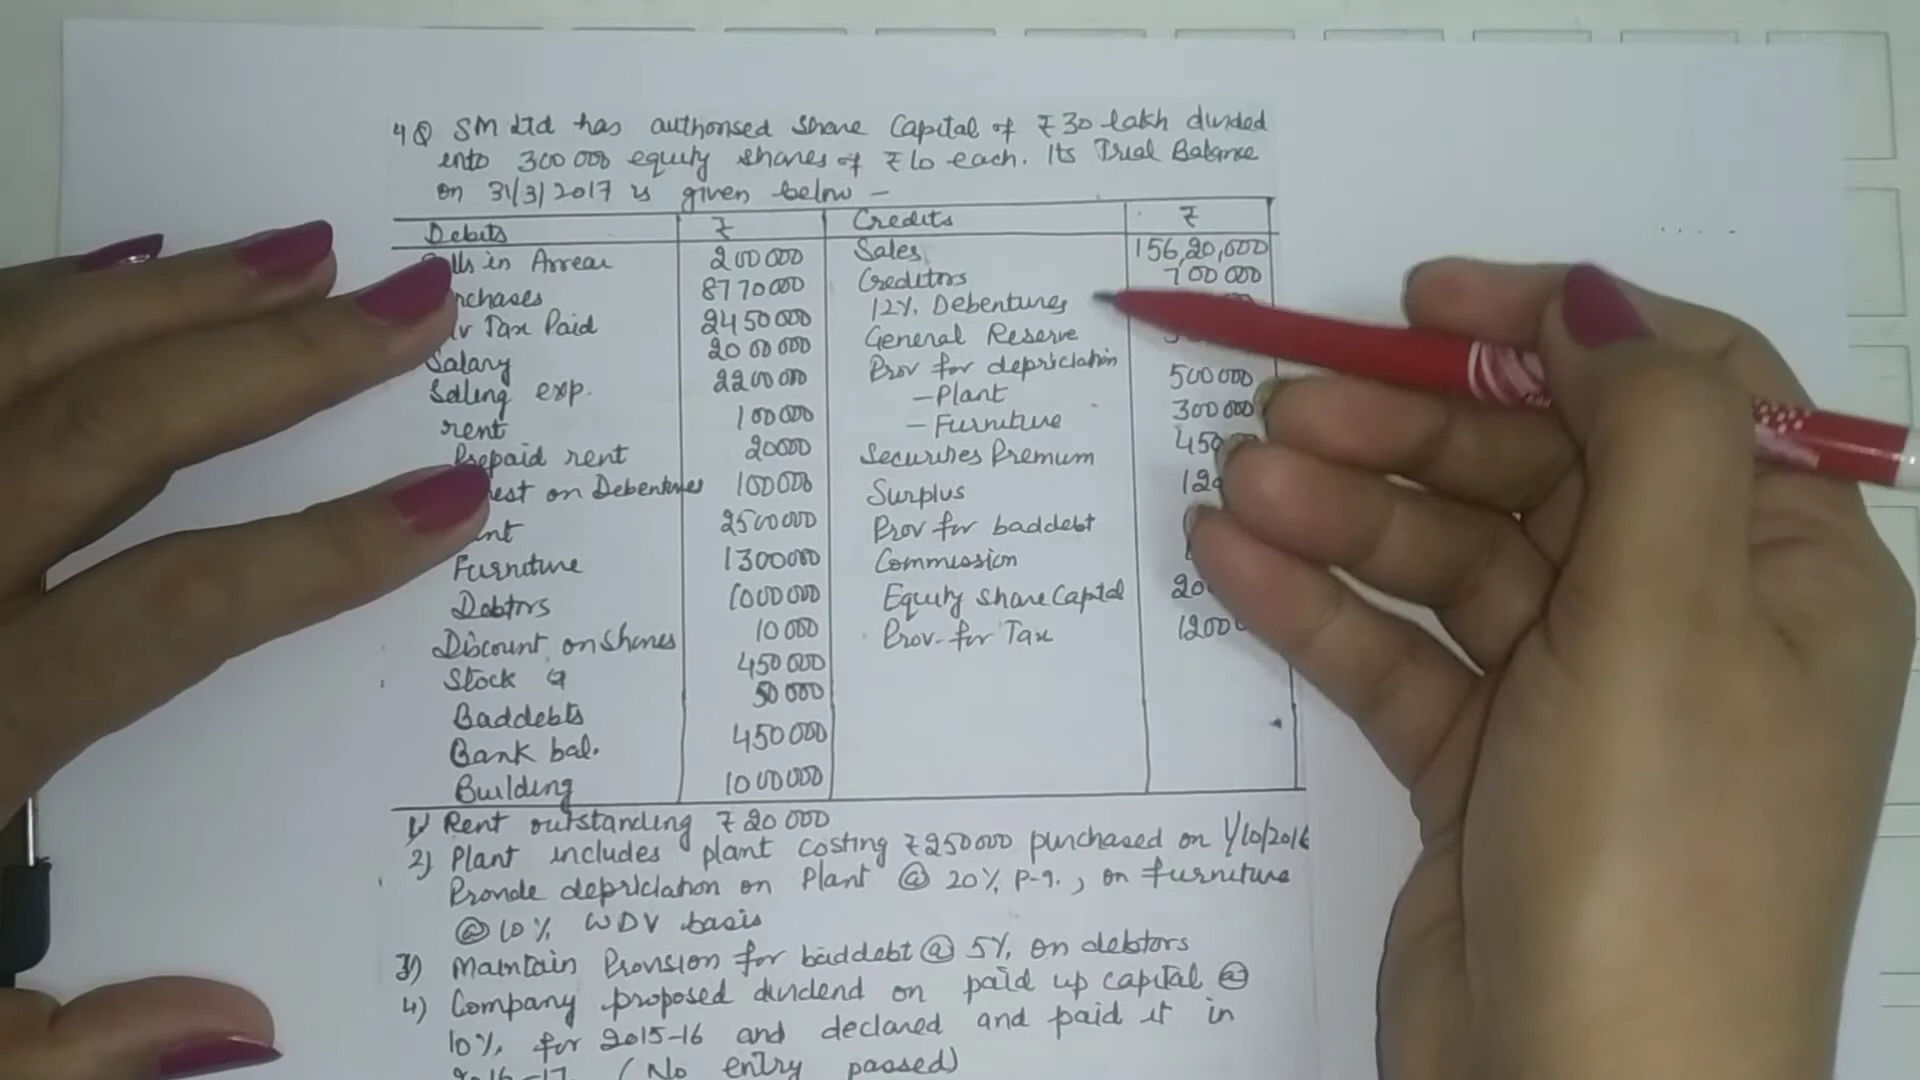 4Q SM Ltd has authorised share Capital of ₹30 lakh divided
into 300000 equity shares of ₹10 each. Its Trial Balance
on 31/3/2017 is given below -
Debits ₹ Credits ₹
in Arrear 200000 Sales 156,20,000
8770000 Creditors 700000
Tax Paid 2450000 12% Debentures
Salary 2000000 General Reserve
Selling exp. 2200000 Prov for depriciation
rent 100000 - Plant 500000
Prepaid rent 20000 - Furniture 300000
on Debentures 100000 Securities Premum
2500000 Surplus
Furniture 1300000 Prov for baddebt
Debtors 1000000 Commission
Discount on Shares 10000 Equity share Capital
Stock 450000 Prov. for Tax
Baddebts 50000
Bank bal. 450000
Building 1000000
1) Rent outstanding ₹20000
2) Plant includes plant costing ₹250000 purchased on 1/10/2016
Provide depriciation on Plant @ 20% p.a., on furniture
@ 10% WDV basis
3) Maintain Provision for baddebt @ 5% on debtors
4) Company proposed dividend on paid up capital @
10% for 2015-16 and declared and paid it in
2016-17 (No entry passed)